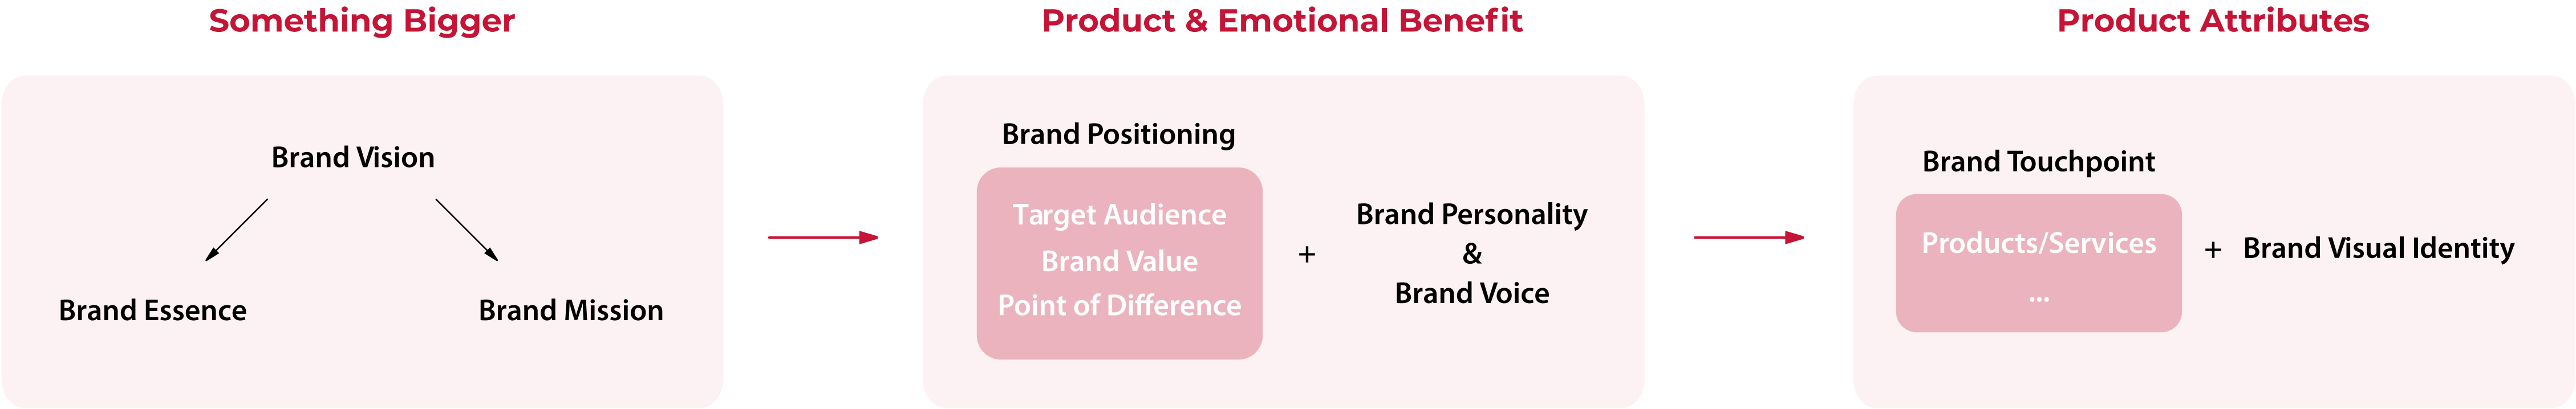 Something Bigger
Brand Vision
Brand Essence
Brand Mission
Product & Emotional Benefit
Brand Positioning
Target Audience
Brand Value
Point of Difference
+
Brand Personality
&
Brand Voice
Product Attributes
Brand Touchpoint
Products/Services
...
+
Brand Visual Identity